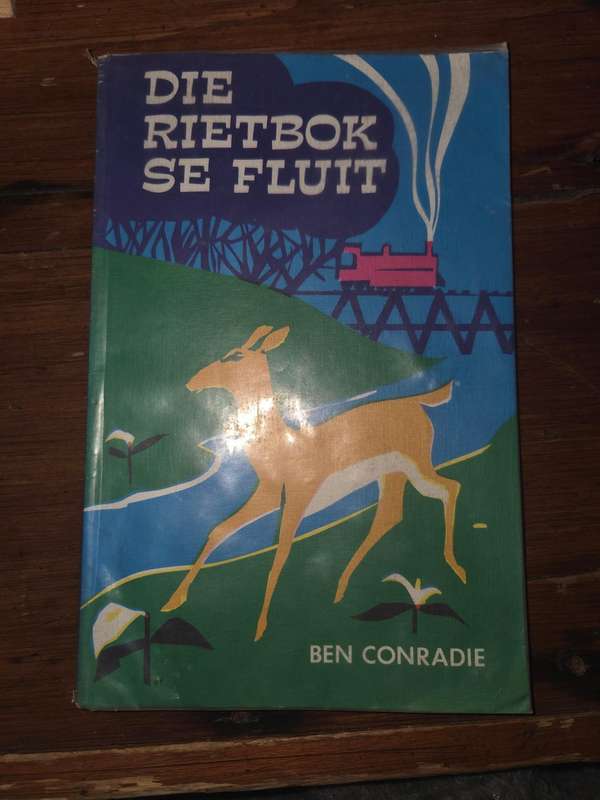 DIE
RIETBOK
SE FLUIT
BEN CONRADIE